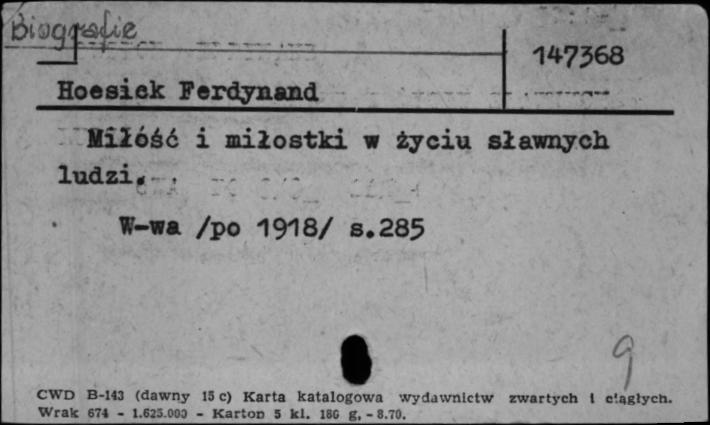 Biografie
147368
Hoesick Ferdynand
Miłość i miłostki w życiu sławnych
ludzi.
W-wa /po 1918/ s.285
9
CWD B-143 (dawny 15 c) Karta katalogowa wydawnictw zwartych i ciągłych.
Wrak 674 - 1.625.000 - Karton 5 kl. 180 g, - 8.70.